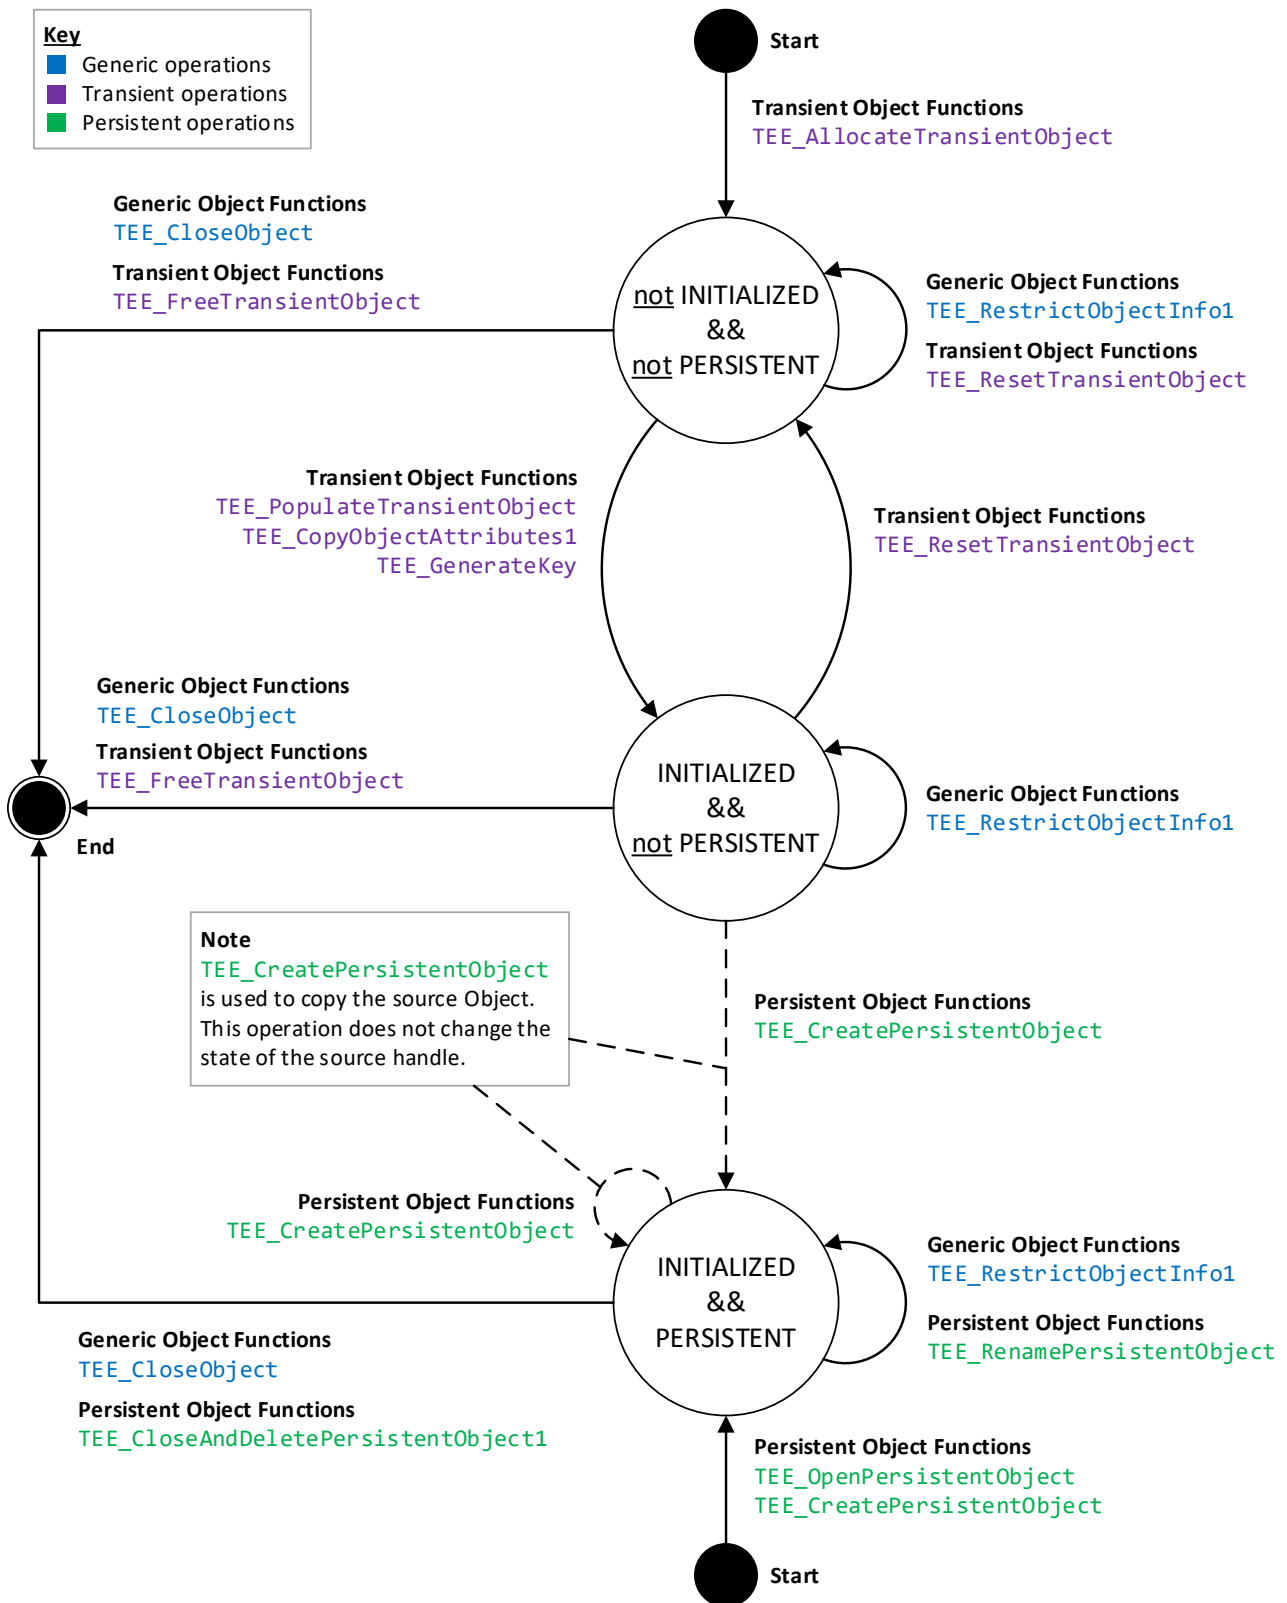 Key
Generic operations
Transient operations
Persistent operations
Start
Transient Object Functions
TEE_AllocateTransientObject
Generic Object Functions
TEE_CloseObject
Transient Object Functions
TEE_FreeTransientObject
not INITIALIZED
&&
not PERSISTENT
Generic Object Functions
TEE_RestrictObjectInfo1
Transient Object Functions
TEE_ResetTransientObject
Transient Object Functions
TEE_PopulateTransientObject
TEE_CopyObjectAttributes1
TEE_GenerateKey
Transient Object Functions
TEE_ResetTransientObject
Generic Object Functions
TEE_CloseObject
Transient Object Functions
TEE_FreeTransientObject
End
INITIALIZED
&&
not PERSISTENT
Generic Object Functions
TEE_RestrictObjectInfo1
Note
TEE_CreatePersistentObject
is used to copy the source Object.
This operation does not change the
state of the source handle.
Persistent Object Functions
TEE_CreatePersistentObject
Persistent Object Functions
TEE_CreatePersistentObject
INITIALIZED
&&
PERSISTENT
Generic Object Functions
TEE_RestrictObjectInfo1
Persistent Object Functions
TEE_RenamePersistentObject
Generic Object Functions
TEE_CloseObject
Persistent Object Functions
TEE_CloseAndDeletePersistentObject1
Persistent Object Functions
TEE_OpenPersistentObject
TEE_CreatePersistentObject
Start